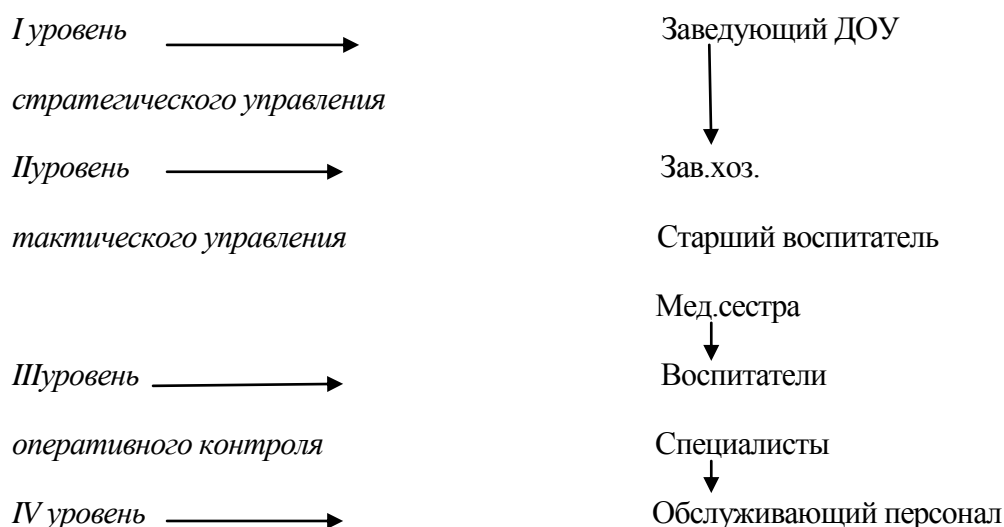 I уровень Заведующий ДОУ
стратегического управления
IIуровень Зав.хоз.
тактического управления Старший воспитатель
Мед.сестра
IIIуровень Воспитатели
оперативного контроля Специалисты
IV уровень Обслуживающий персонал